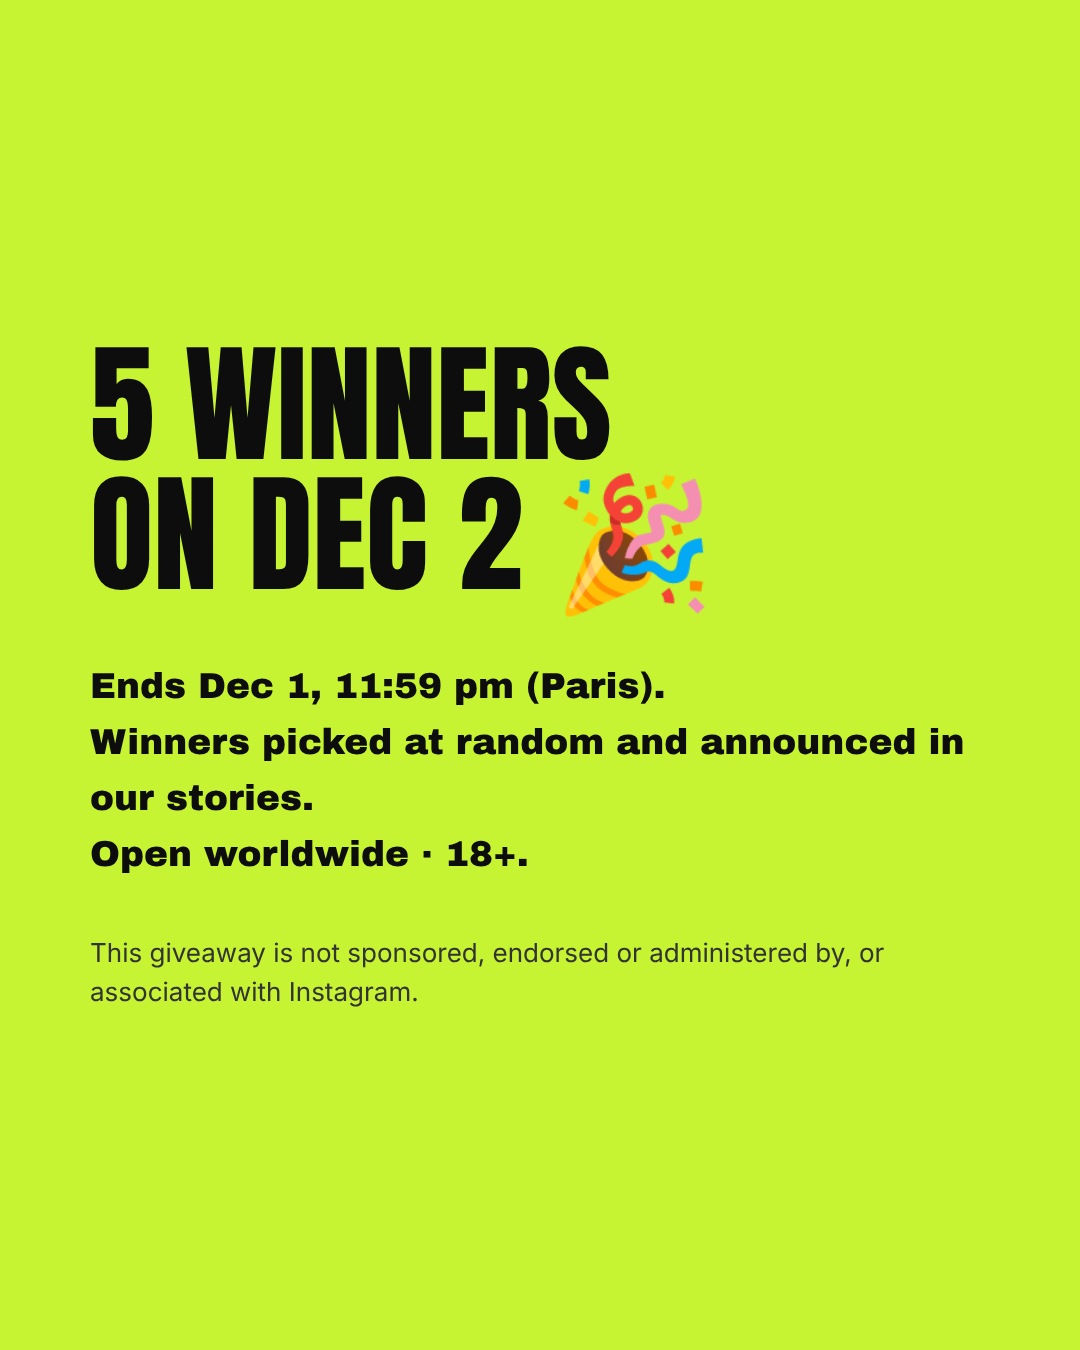 5 WINNERS
ON DEC 2 🎉
Ends Dec 1, 11:59 pm (Paris).
Winners picked at random and announced in
our stories.
Open worldwide · 18+.
This giveaway is not sponsored, endorsed or administered by, or
associated with Instagram.